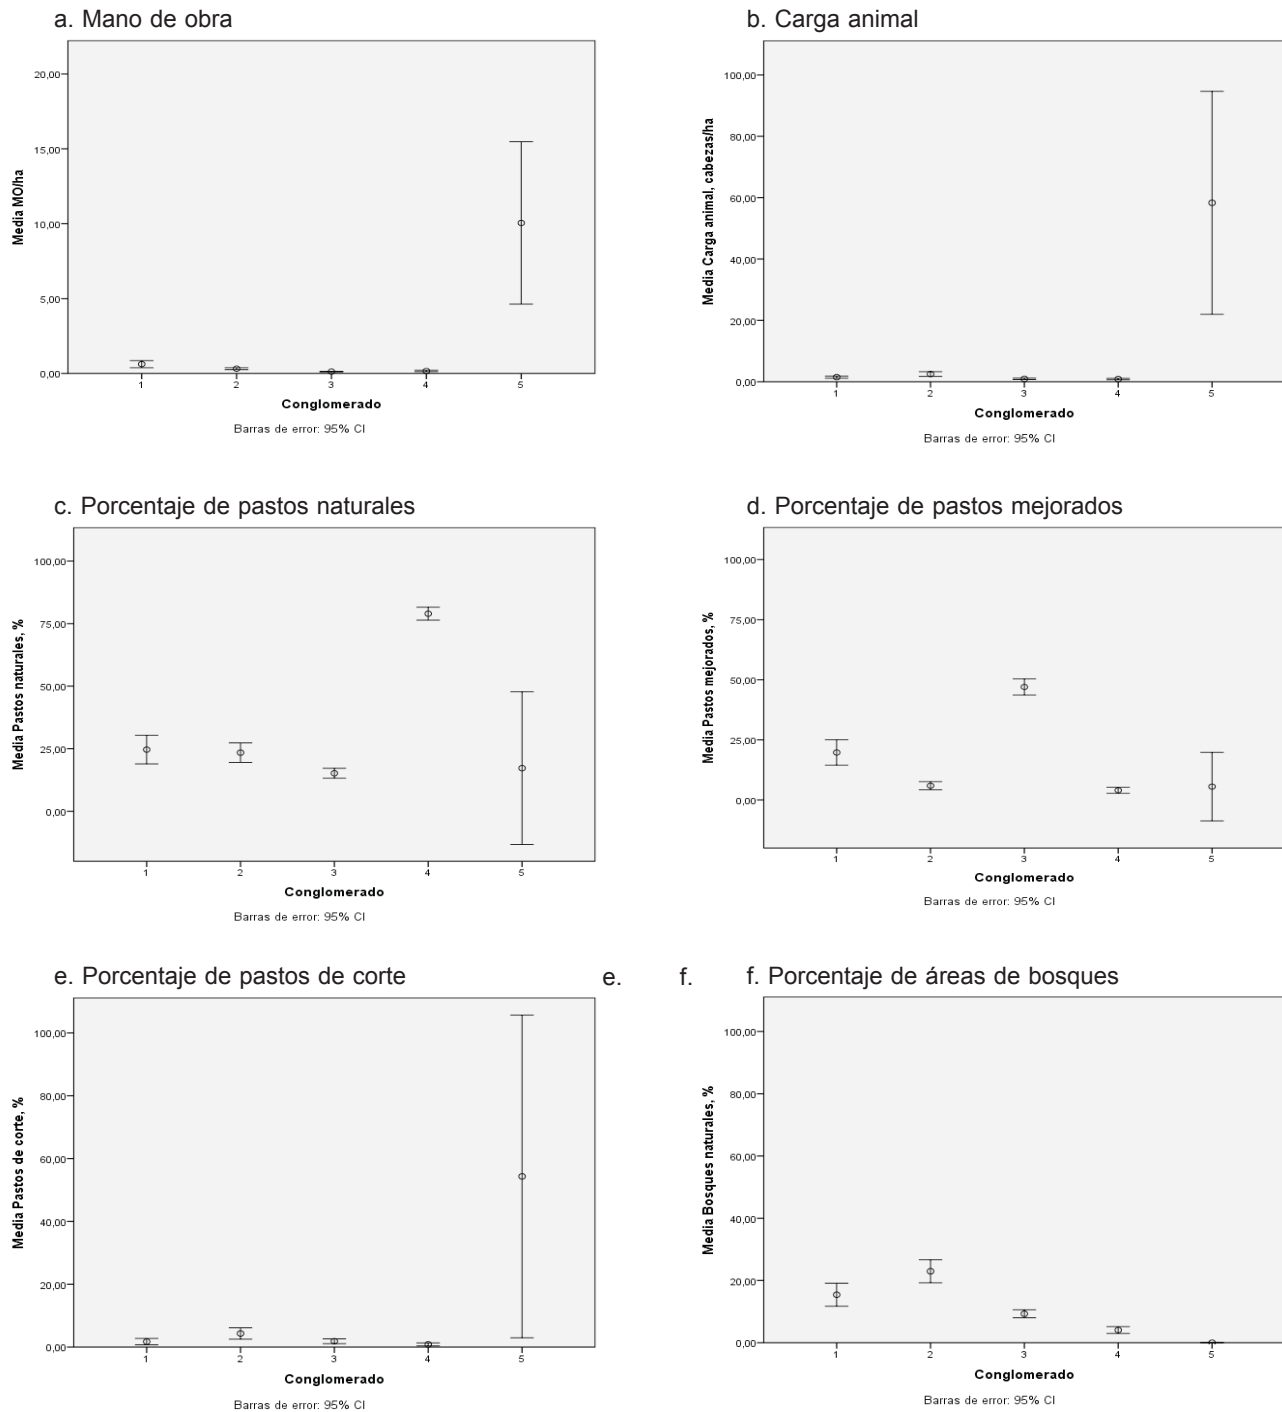 a. Mano de obra
20,00
15,00
10,00
5,00
0,00
Media MO/ha
1 2 3 4 5
Conglomerado
Barras de error: 95% CI
b. Carga animal
100,00
80,00
60,00
40,00
20,00
0,00
Media Carga animal, cabezas/ha
1 2 3 4 5
Conglomerado
Barras de error: 95% CI
c. Porcentaje de pastos naturales
100,00
75,00
50,00
25,00
0,00
Media Pastos naturales, %
1 2 3 4 5
Conglomerado
Barras de error: 95% CI
d. Porcentaje de pastos mejorados
100,00
75,00
50,00
25,00
0,00
Media Pastos mejorados, %
1 2 3 4 5
Conglomerado
Barras de error: 95% CI
e. Porcentaje de pastos de corte
100,00
80,00
60,00
40,00
20,00
0,00
Media Pastos de corte, %
1 2 3 4 5
Conglomerado
Barras de error: 95% CI
e. f. f. Porcentaje de áreas de bosques
100,00
80,00
60,00
40,00
20,00
0,00
Media Bosques naturales, %
1 2 3 4 5
Conglomerado
Barras de error: 95% CI